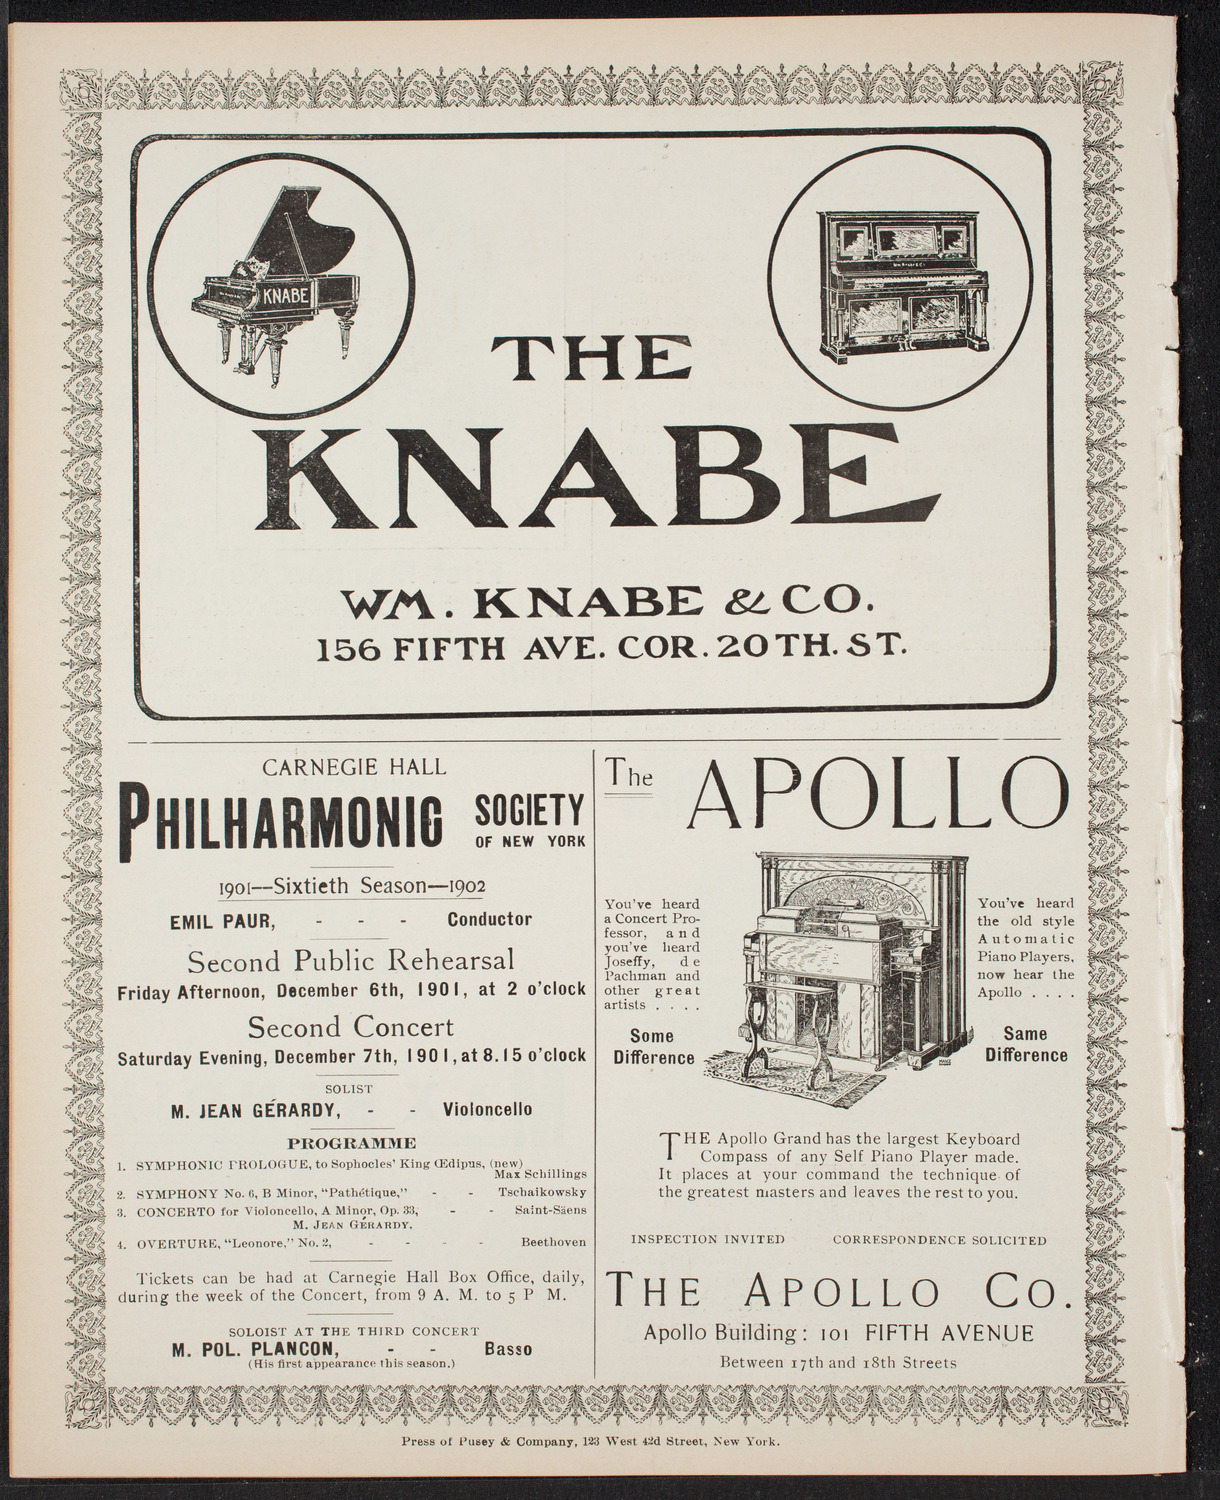 KNABE
Wm. Knabe & Co.
THE
KNABE
WM. KNABE & CO.
156 FIFTH AVE. COR. 20TH. ST.
CARNEGIE HALL
PHILHARMONIC SOCIETY
OF NEW YORK
1901—Sixtieth Season—1902
EMIL PAUR, - - - Conductor
Second Public Rehearsal
Friday Afternoon, December 6th, 1901, at 2 o'clock
Second Concert
Saturday Evening, December 7th, 1901, at 8.15 o'clock
SOLIST
M. JEAN GÉRARDY, - - Violoncello
PROGRAMME
1. SYMPHONIC PROLOGUE, to Sophocles' King Œdipus, (new)
Max Schillings
2. SYMPHONY No. 6, B Minor, "Pathétique," - - Tschaikowsky
3. CONCERTO for Violoncello, A Minor, Op. 33, - - Saint-Säens
M. JEAN GÉRARDY.
4. OVERTURE, "Leonore," No. 2, - - - - Beethoven
Tickets can be had at Carnegie Hall Box Office, daily,
during the week of the Concert, from 9 A. M. to 5 P M.
SOLOIST AT THE THIRD CONCERT
M. POL. PLANCON, - - Basso
(His first appearance this season.)
The APOLLO
You've heard
a Concert Pro-
fessor, and
you've heard
Joseffy, de
Pachman and
other great
artists . . . .
Some
Difference
You've heard
the old style
Automatic
Piano Players,
now hear the
Apollo . . . .
Same
Difference
THE Apollo Grand has the largest Keyboard
Compass of any Self Piano Player made.
It places at your command the technique of
the greatest masters and leaves the rest to you.
INSPECTION INVITED CORRESPONDENCE SOLICITED
THE APOLLO CO.
Apollo Building: 101 FIFTH AVENUE
Between 17th and 18th Streets
Press of Pusey & Company, 123 West 42d Street, New York.